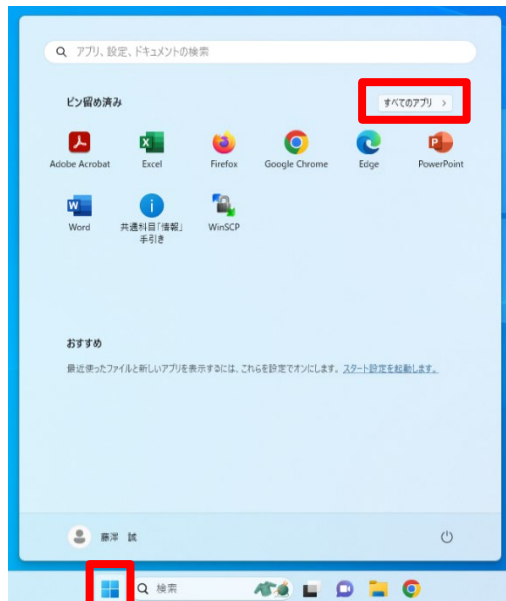 アプリ、設定、ドキュメントの検索
ピン留め済み
すべてのアプリ >
Adobe Acrobat
Excel
Firefox
Google Chrome
Edge
PowerPoint
Word
共通科目「情報」
手引き
WinSCP
おすすめ
最近使ったファイルと新しいアプリを表示するには、これらを設定でオンにします。 スタート設定を起動します。
藤洋 誠
検索